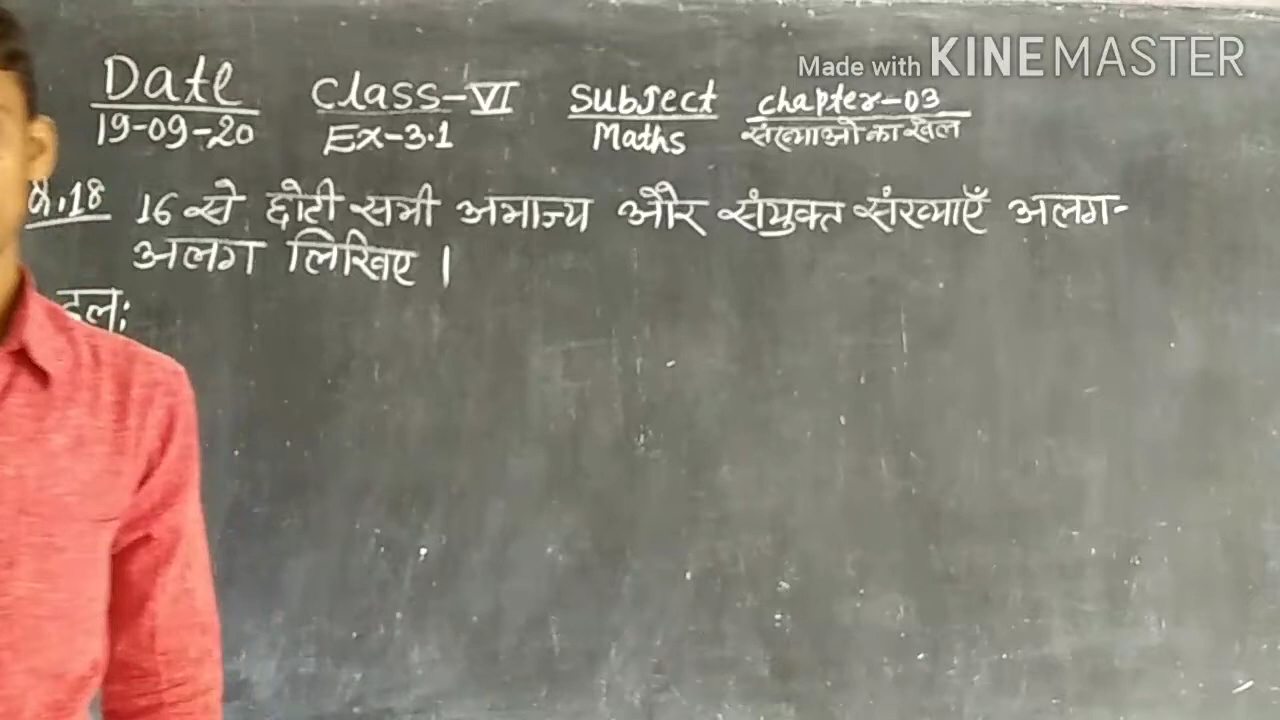 Made with KINEMASTER
Date Class-VI Subject chapter-03
19-09-20 Ex-3.1 Maths संख्याओ का खेल
प्र.18 16 से छोटी सभी अभाज्य और संयुक्त संख्याएँ अलग-
अलग लिखिए ।
हल: